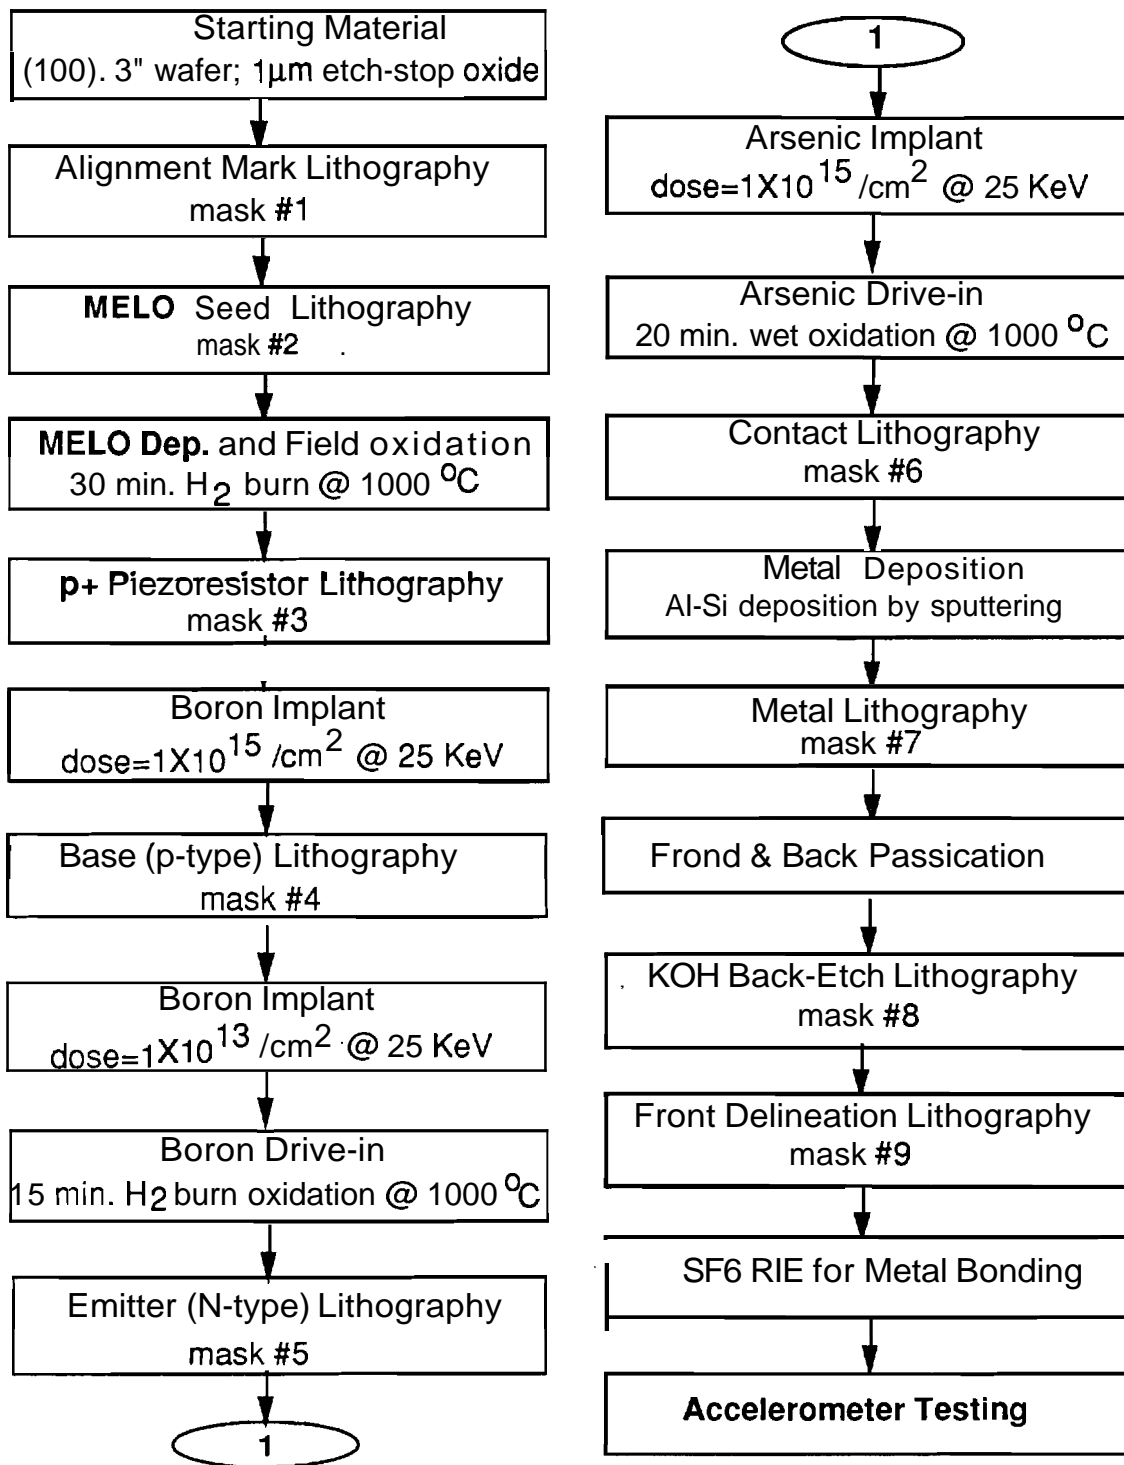 Starting Material
(100). 3" wafer; 1µm etch-stop oxide
Alignment Mark Lithography
mask #1
MELO Seed Lithography
mask #2 .
MELO Dep. and Field oxidation
30 min. H2 burn @ 1000 °C
p+ Piezoresistor Lithography
mask #3
Boron Implant
dose=1X10^15 /cm^2 @ 25 KeV
Base (p-type) Lithography
mask #4
Boron Implant
dose=1X10^13 /cm^2 @ 25 KeV
Boron Drive-in
15 min. H2 burn oxidation @ 1000 °C
Emitter (N-type) Lithography
mask #5
1
1
Arsenic Implant
dose=1X10^15 /cm^2 @ 25 KeV
Arsenic Drive-in
20 min. wet oxidation @ 1000 °C
Contact Lithography
mask #6
Metal Deposition
Al-Si deposition by sputtering
Metal Lithography
mask #7
Frond & Back Passication
KOH Back-Etch Lithography
mask #8
Front Delineation Lithography
mask #9
SF6 RIE for Metal Bonding
Accelerometer Testing